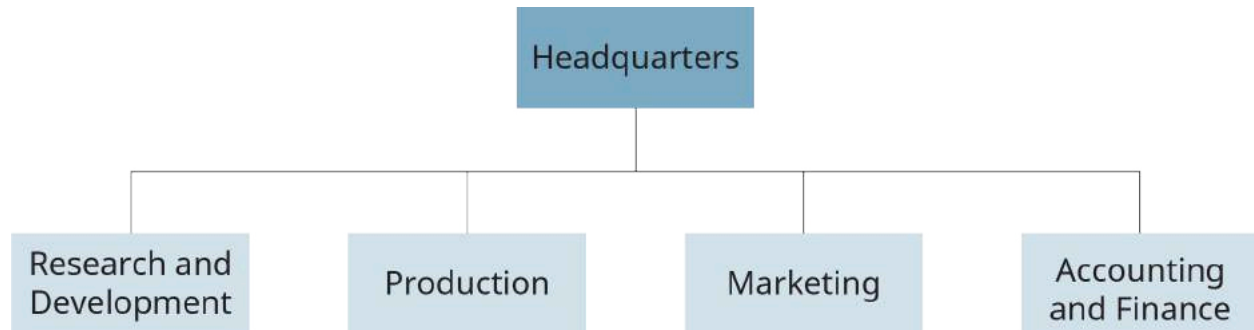 Headquarters
Research and
Development
Production
Marketing
Accounting
and Finance